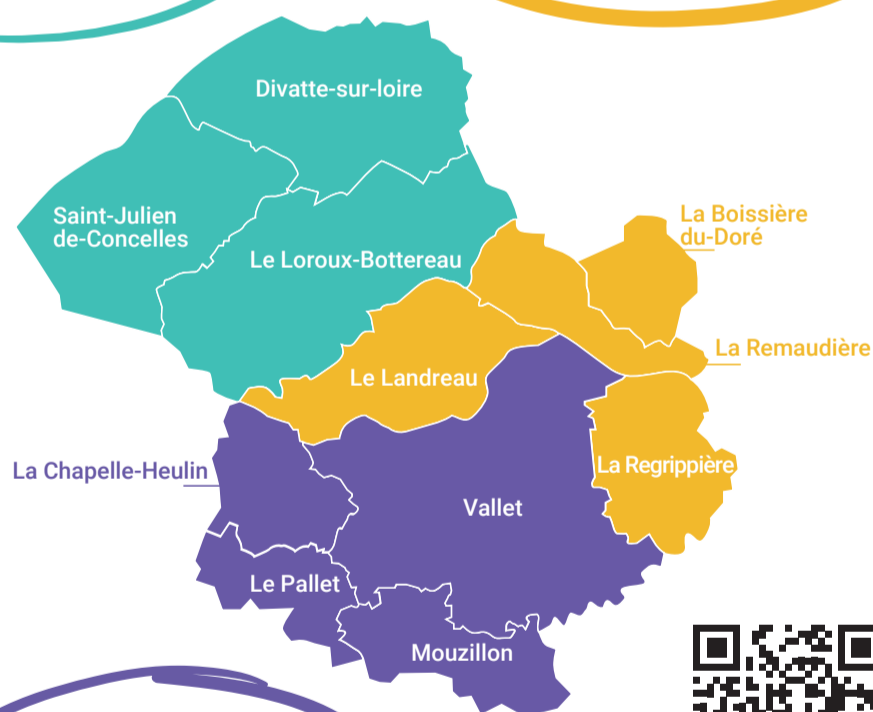 Divatte-sur-loire
Saint-Julien
de-Concelles
La Boissière
du-Doré
Le Loroux-Bottereau
La Remaudière
Le Landreau
La Regrippière
La Chapelle-Heulin
Vallet
Le Pallet
Mouzillon